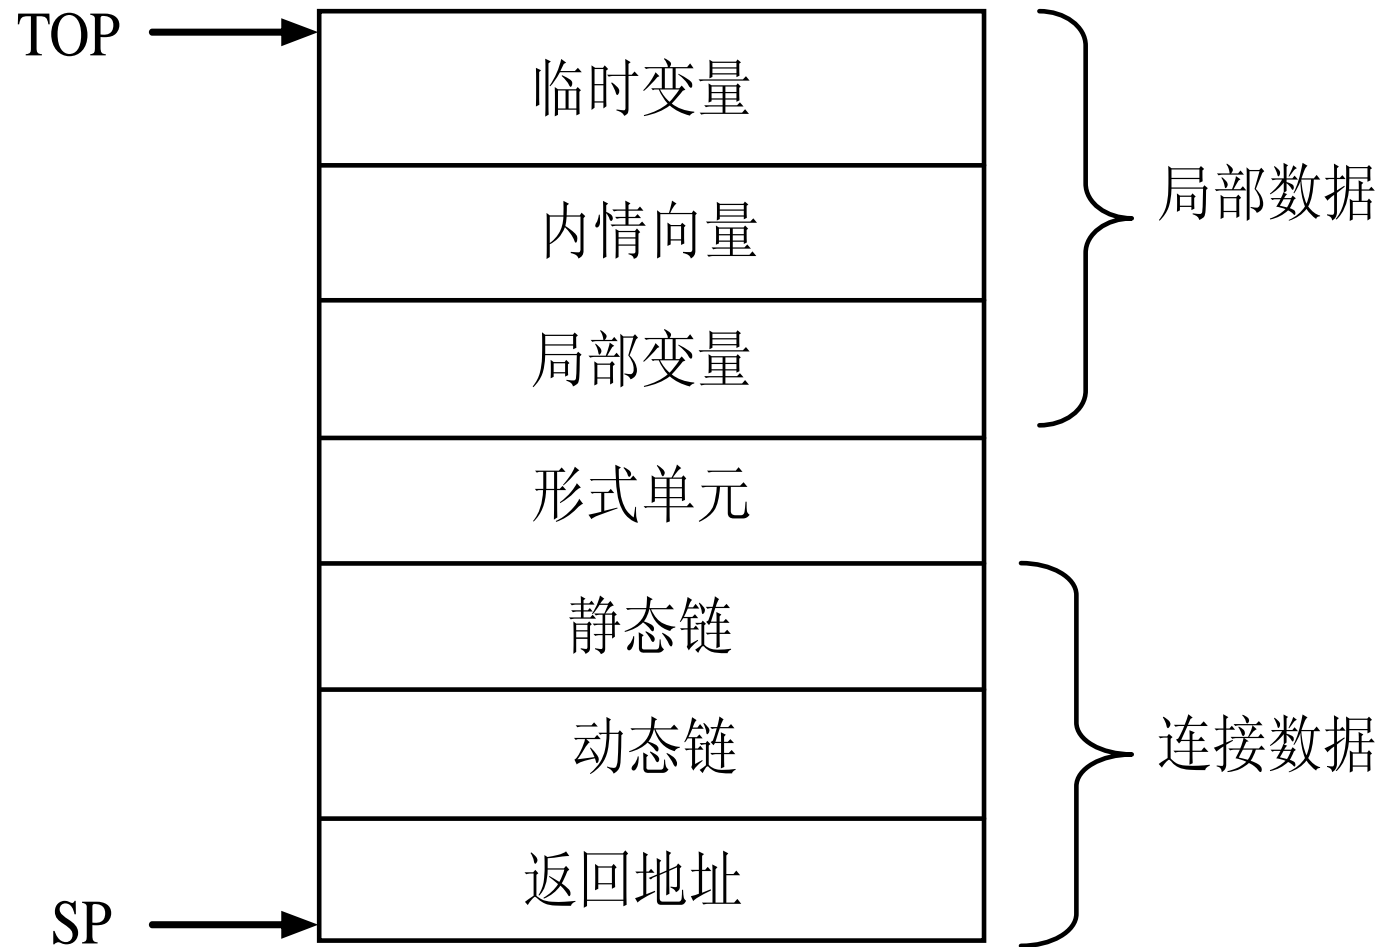 TOP
临时变量
内情向量
局部数据
局部变量
形式单元
静态链
动态链
连接数据
返回地址
SP